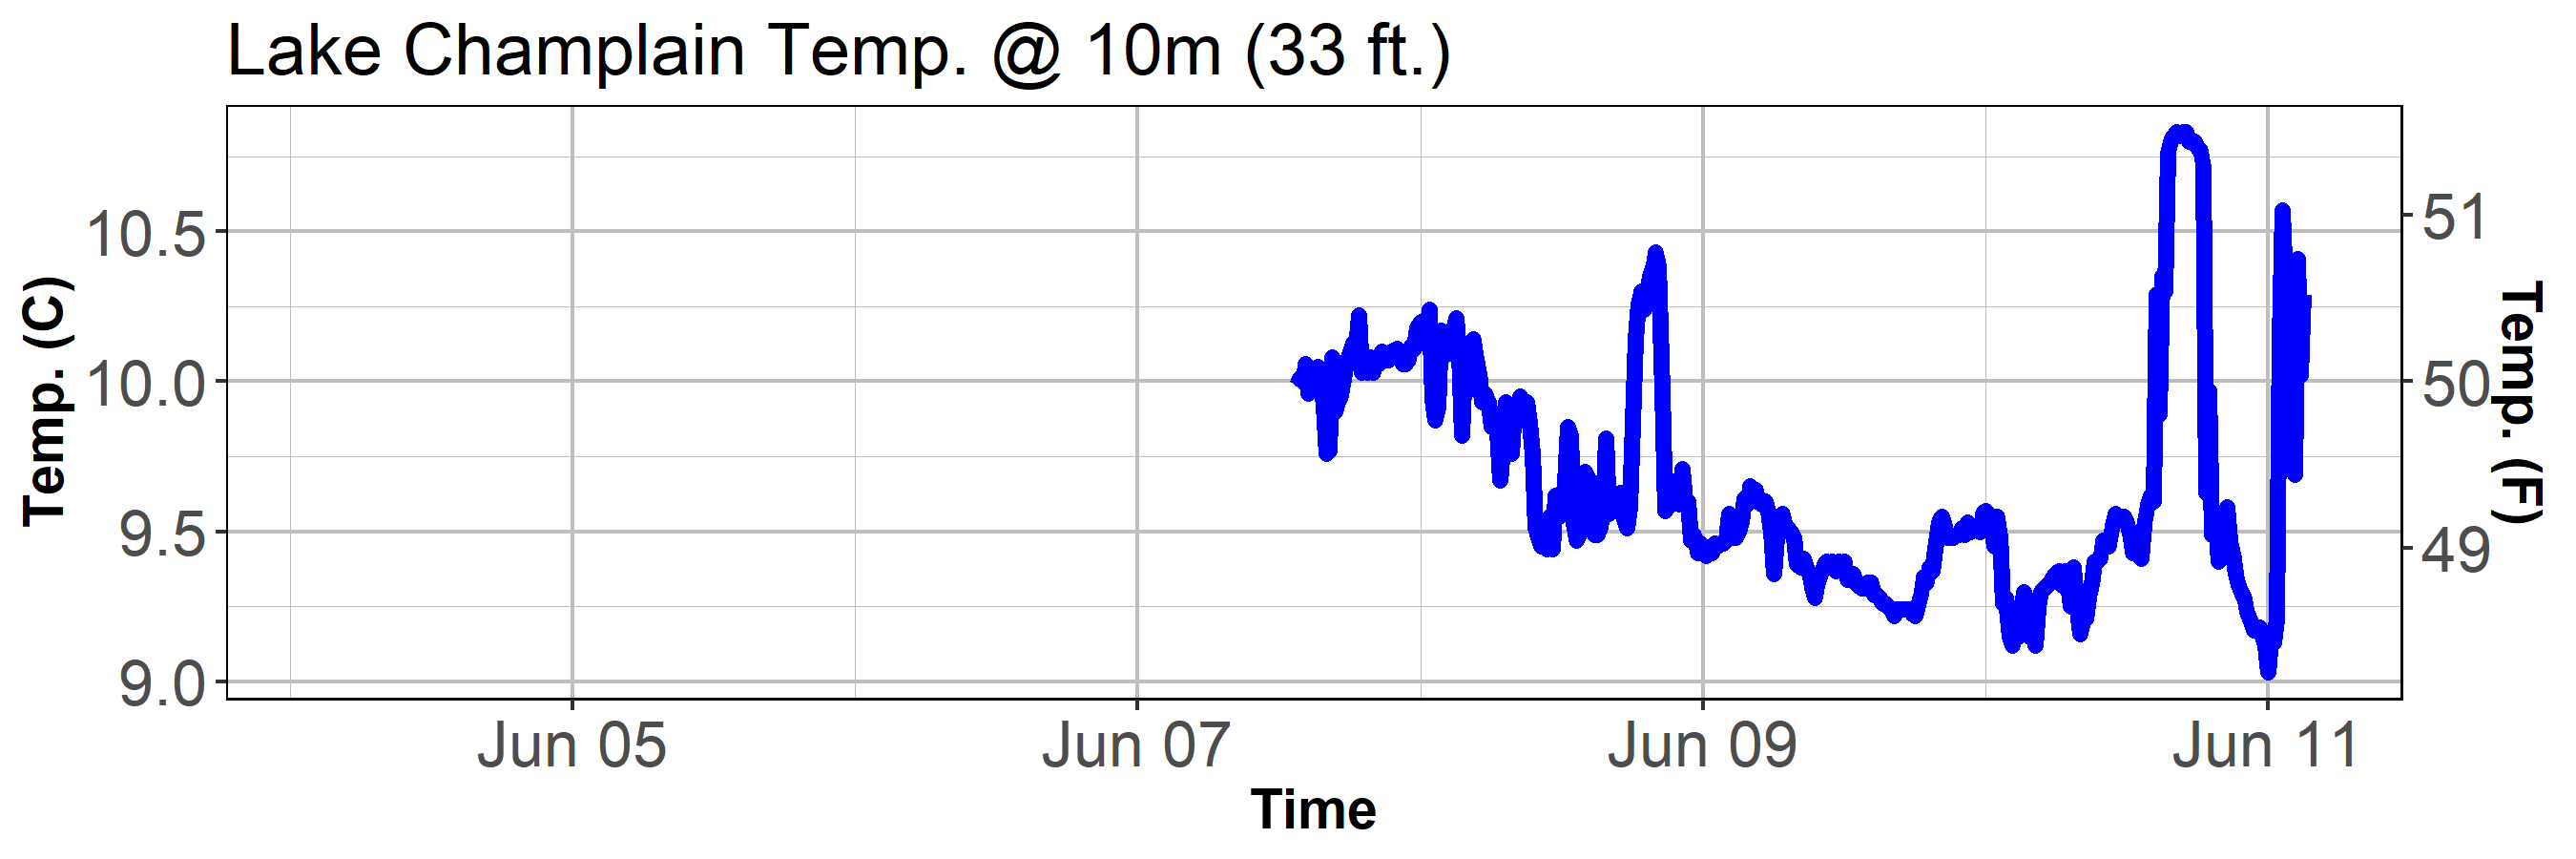 Lake Champlain Temp. @ 10m (33 ft.)
Temp. (C)
10.5
10.0
9.5
9.0
51
50
49
Temp. (F)
Jun 05
Jun 07
Jun 09
Jun 11
Time